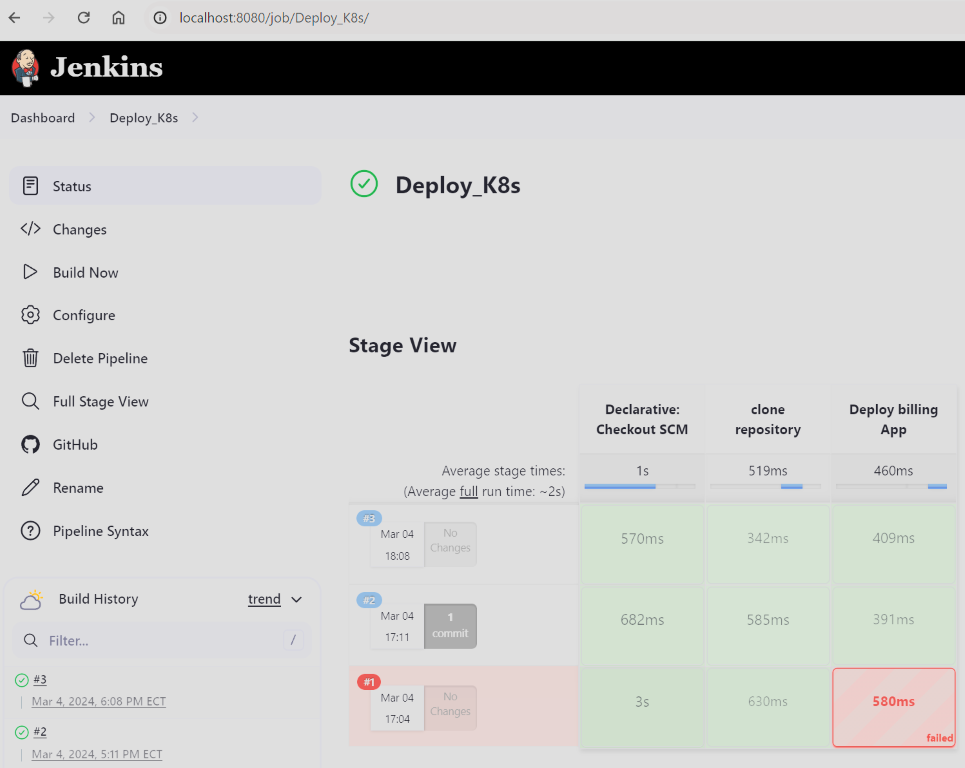 localhost:8080/job/Deploy_K8s/
Jenkins
Dashboard
Deploy_K8s
Status
Changes
Build Now
Configure
Delete Pipeline
Full Stage View
GitHub
Rename
Pipeline Syntax
Build History
trend
Filter...
/
#3
Mar 4, 2024, 6:08 PM ECT
#2
Mar 4, 2024, 5:11 PM ECT
Deploy_K8s
Stage View
Declarative:
Checkout SCM
clone
repository
Deploy billing
App
Average stage times:
(Average full run time: ~2s)
1s
519ms
460ms
#3
Mar 04
18:08
No
Changes
570ms
342ms
409ms
#2
Mar 04
17:11
1
commit
682ms
585ms
391ms
#1
Mar 04
17:04
No
Changes
3s
630ms
580ms
failed